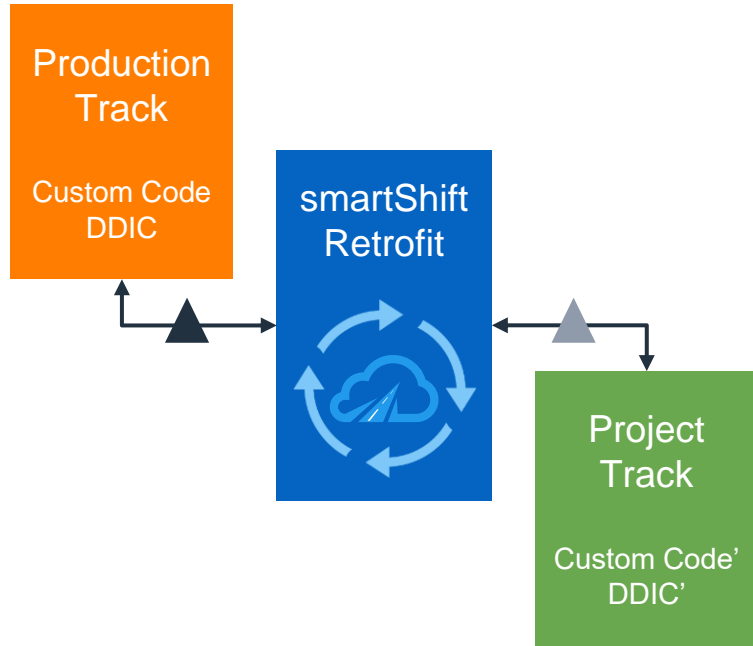 Production
Track
Custom Code
DDIC
smartShift
Retrofit
Project
Track
Custom Code’
DDIC’